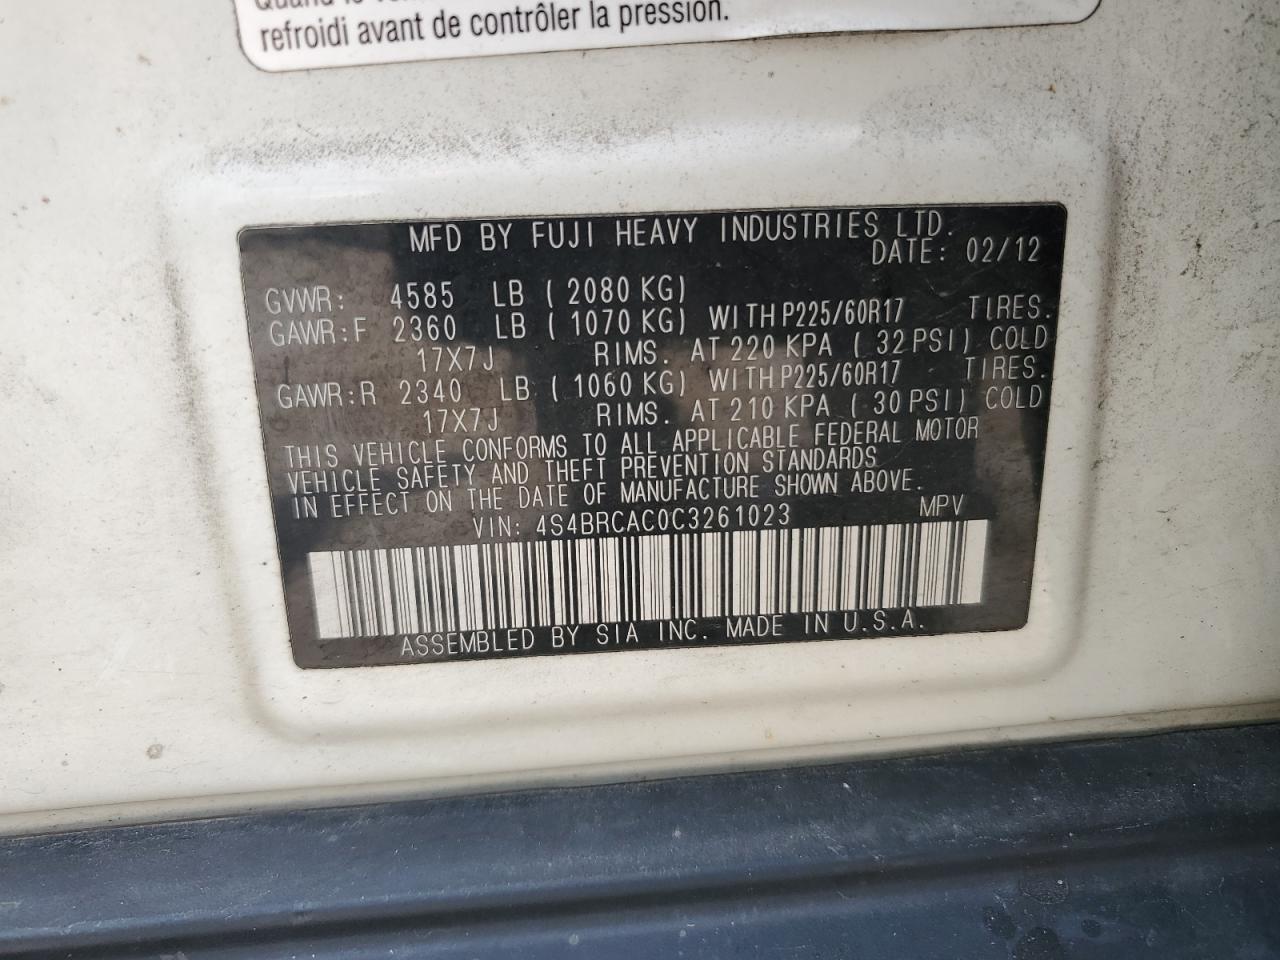 refroidi avant de contrôler la pression.
MFD BY FUJI HEAVY INDUSTRIES LTD.
DATE: 02/12
GVWR: 4585 LB ( 2080 KG)
GAWR:F 2360 LB ( 1070 KG) WITH P225/60R17 TIRES.
17X7J RIMS. AT 220 KPA ( 32 PSI) COLD
GAWR:R 2340 LB ( 1060 KG) WITH P225/60R17 TIRES.
17X7J RIMS. AT 210 KPA ( 30 PSI) COLD
THIS VEHICLE CONFORMS TO ALL APPLICABLE FEDERAL MOTOR
VEHICLE SAFETY AND THEFT PREVENTION STANDARDS
IN EFFECT ON THE DATE OF MANUFACTURE SHOWN ABOVE.
VIN: 4S4BRCAC0C3261023 MPV
ASSEMBLED BY SIA INC. MADE IN U.S.A.